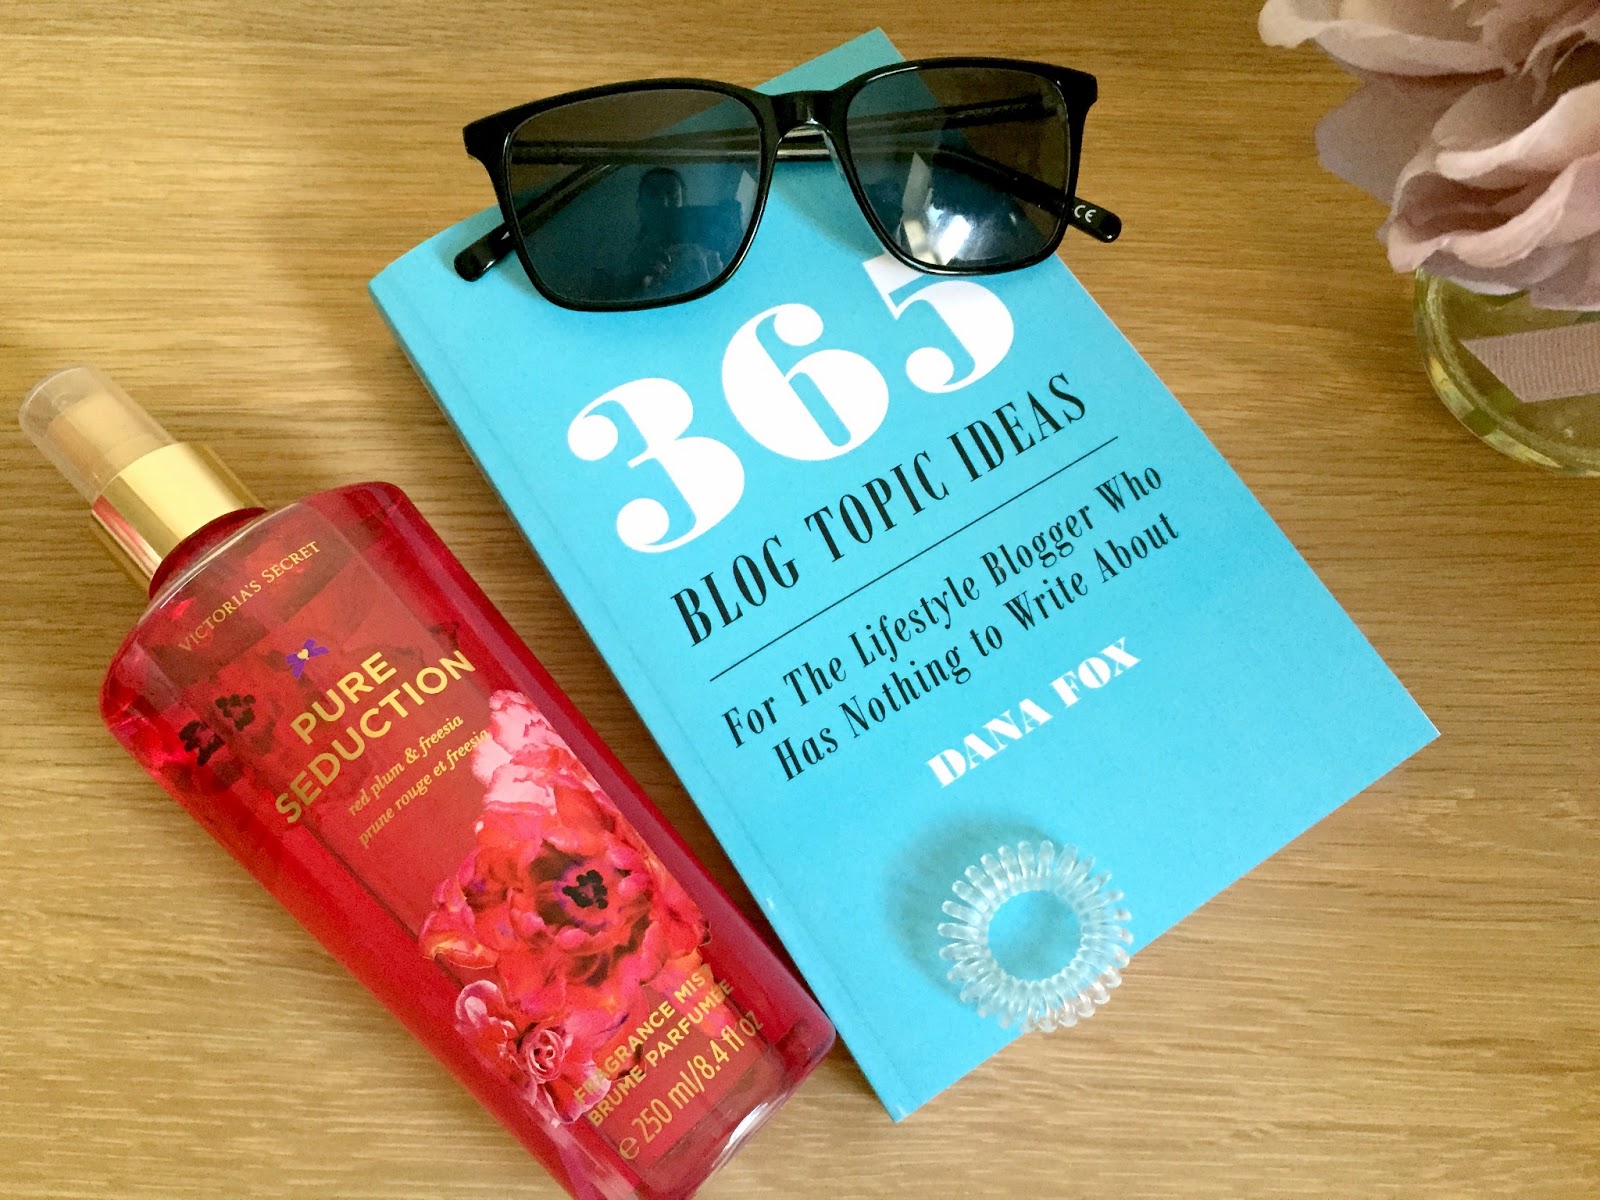 CE
365
BLOG TOPIC IDEAS
For The Lifestyle Blogger Who
Has Nothing to Write About
DANA FOX
VICTORIA'S SECRET
PURE
SEDUCTION
red plum & freesia
prune rouge et freesia
FRAGRANCE MIST
BRUME PARFUMÉE
℮ 250 ml/8.4 fl oz